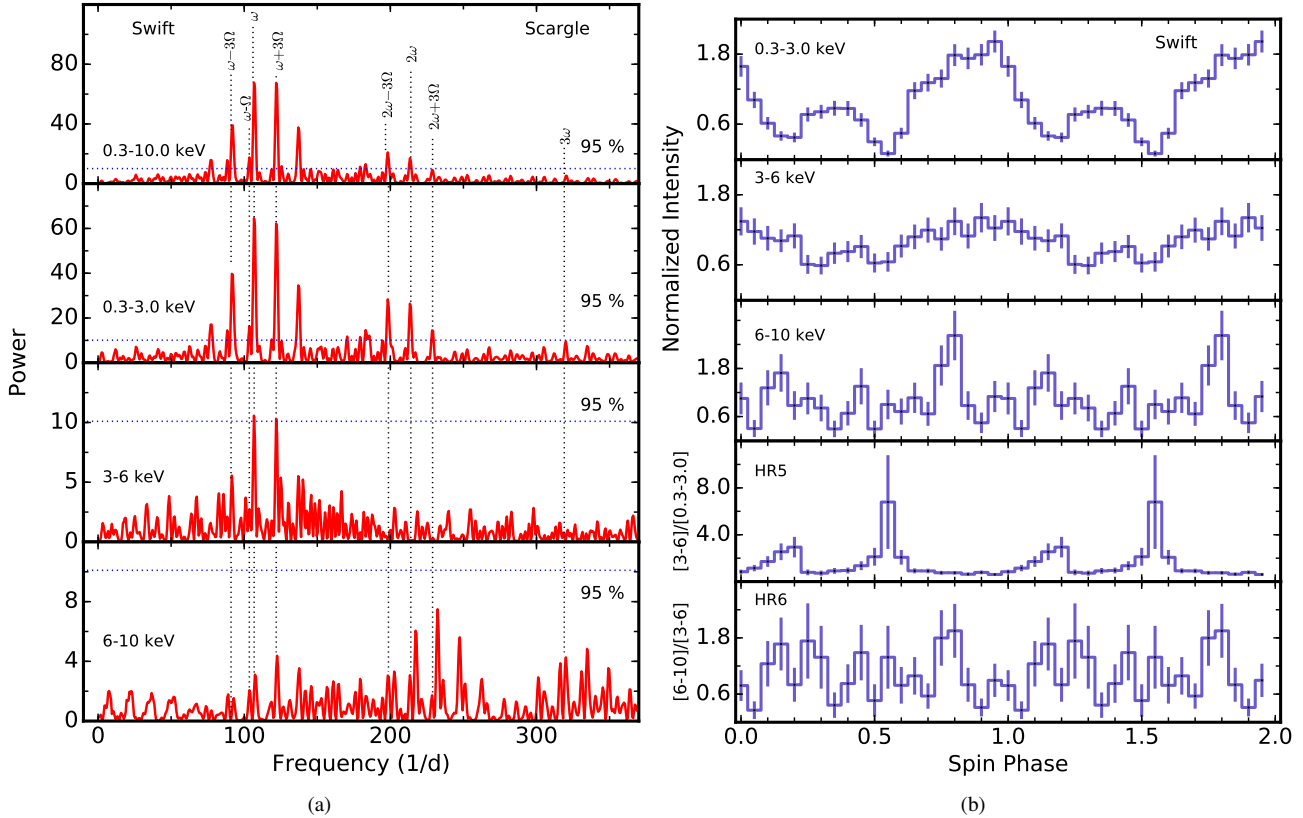 Swift
Scargle
ω−3Ω
ω-Ω
ω
ω+3Ω
2ω−3Ω
2ω
2ω+3Ω
3ω
0.3-10.0 keV
95 %
80
40
0
0.3-3.0 keV
95 %
60
40
20
0
3-6 keV
95 %
10
5
0
6-10 keV
95 %
8
4
0
Power
0 100 200 300
Frequency (1/d)
(a)
0.3-3.0 keV
Swift
1.8
0.6
3-6 keV
1.8
0.6
6-10 keV
1.8
0.6
Normalized Intensity
HR5
8.0
4.0
[3-6]/[0.3-3.0]
HR6
1.8
0.6
[6-10]/[3-6]
0.0 0.5 1.0 1.5 2.0
Spin Phase
(b)